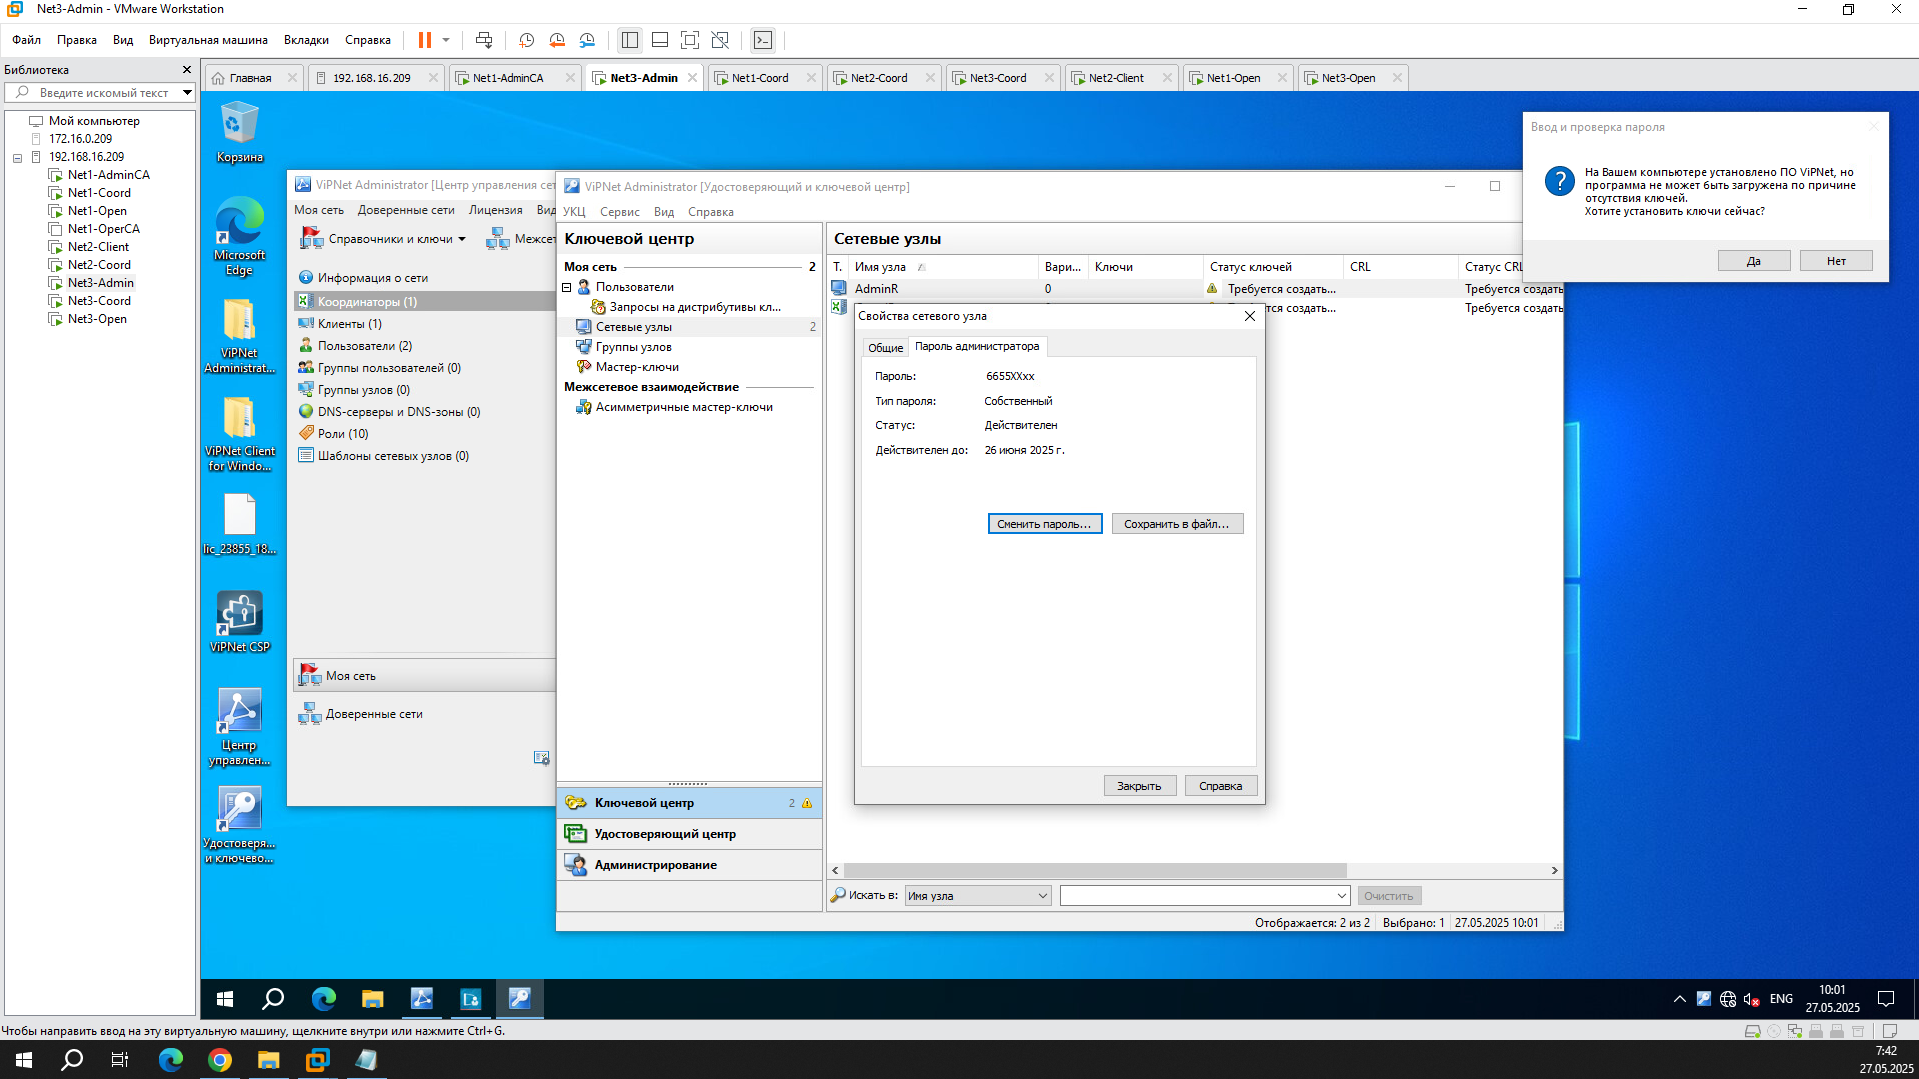 Net3-Admin - VMware Workstation
Файл Правка Вид Виртуальная машина Вкладки Справка
Библиотека
Введите искомый текст
Мой компьютер
172.16.0.209
192.168.16.209
Net1-AdminCA
Net1-Coord
Net1-Open
Net1-OperCA
Net2-Client
Net2-Coord
Net3-Admin
Net3-Coord
Net3-Open
Главная 192.168.16.209 Net1-AdminCA Net3-Admin Net1-Coord Net2-Coord Net3-Coord Net2-Client Net1-Open Net3-Open
Корзина
Microsoft
Edge
ViPNet
Administrat...
ViPNet Client
for Windo...
lic_23855_18...
ViPNet CSP
Центр
управлен...
Удостоверя...
и ключево...
ViPNet Administrator [Центр управления сет
Моя сеть Доверенные сети Лицензия Вид
Справочники и ключи Межсет
Информация о сети
Координаторы (1)
Клиенты (1)
Пользователи (2)
Группы пользователей (0)
Группы узлов (0)
DNS-серверы и DNS-зоны (0)
Роли (10)
Шаблоны сетевых узлов (0)
Моя сеть
Доверенные сети
ViPNet Administrator [Удостоверяющий и ключевой центр]
УКЦ Сервис Вид Справка
Ключевой центр
Моя сеть 2
Пользователи
Запросы на дистрибутивы кл...
Сетевые узлы 2
Группы узлов
Мастер-ключи
Межсетевое взаимодействие
Асимметричные мастер-ключи
Ключевой центр 2
Удостоверяющий центр
Администрирование
Сетевые узлы
Т. Имя узла Вари... Ключи Статус ключей CRL Статус CRL
AdminR 0 Требуется создать... Требуется создать
Требуется создать... Требуется создать
Свойства сетевого узла
Общие Пароль администратора
Пароль: 6655XXxx
Тип пароля: Собственный
Статус: Действителен
Действителен до: 26 июня 2025 г.
Сменить пароль... Сохранить в файл...
Закрыть Справка
Искать в: Имя узла Очистить
Отображается: 2 из 2 Выбрано: 1 27.05.2025 10:01
Ввод и проверка пароля
На Вашем компьютере установлено ПО ViPNet, но
программа не может быть загружена по причине
отсутствия ключей.
Хотите установить ключи сейчас?
Да Нет
ENG 10:01
27.05.2025
Чтобы направить ввод на эту виртуальную машину, щелкните внутри или нажмите Ctrl+G.
7:42
27.05.2025